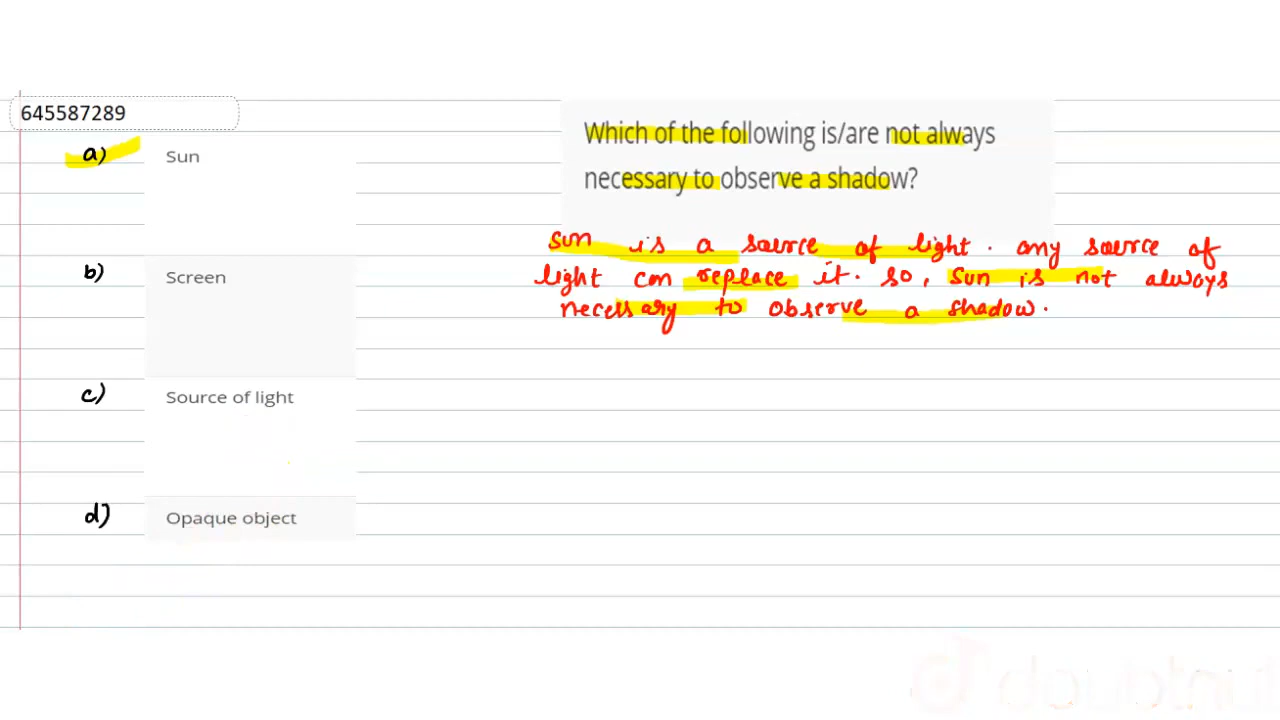 645587289
Which of the following is/are not always
necessary to observe a shadow?
a) Sun
sun is a source of light. any source of
b) Screen
light can replace it. so, sun is not always
necessary to observe a shadow.
c) Source of light
d) Opaque object
doubtnut